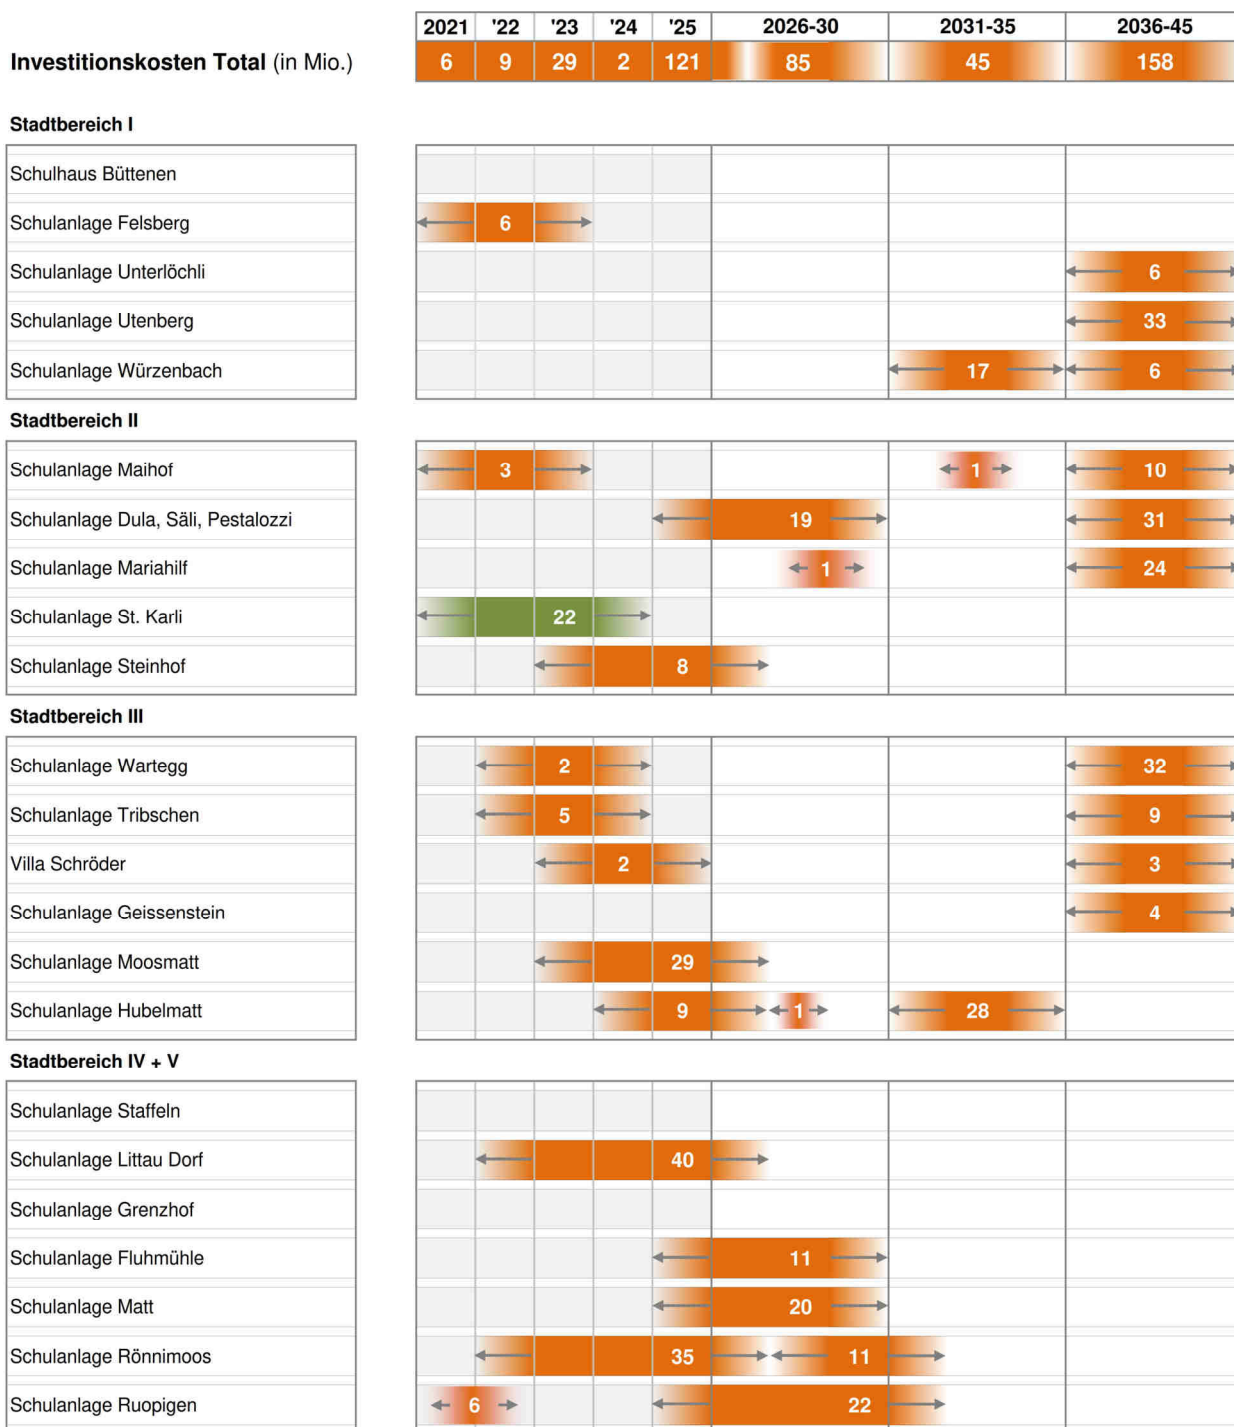 2021 '22 '23 '24 '25 2026-30 2031-35 2036-45
Investitionskosten Total (in Mio.) 6 9 29 2 121 85 45 158
Stadtbereich I
Schulhaus Büttenen
Schulanlage Felsberg 6
Schulanlage Unterlöchli 6
Schulanlage Utenberg 33
Schulanlage Würzenbach 17 6
Stadtbereich II
Schulanlage Maihof 3 1 10
Schulanlage Dula, Säli, Pestalozzi 19 31
Schulanlage Mariahilf 1 24
Schulanlage St. Karli 22
Schulanlage Steinhof 8
Stadtbereich III
Schulanlage Wartegg 2 32
Schulanlage Tribschen 5 9
Villa Schröder 2 3
Schulanlage Geissenstein 4
Schulanlage Moosmatt 29
Schulanlage Hubelmatt 9 1 28
Stadtbereich IV + V
Schulanlage Staffeln
Schulanlage Littau Dorf 40
Schulanlage Grenzhof
Schulanlage Fluhmühle 11
Schulanlage Matt 20
Schulanlage Rönnimoos 35 11
Schulanlage Ruopigen 6 22